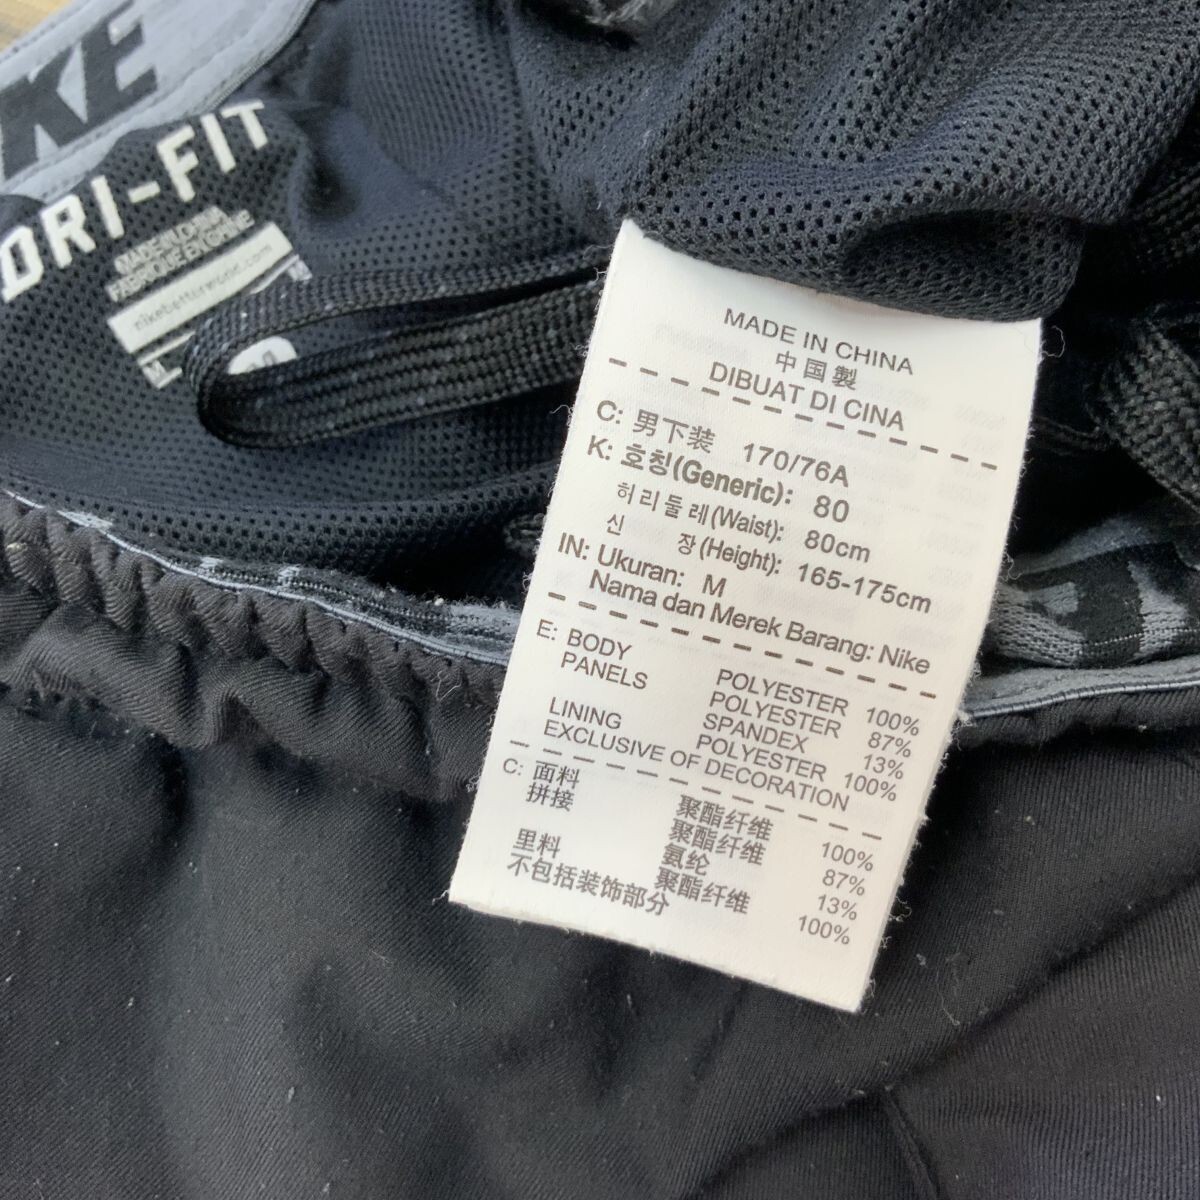 KE
DRI-FIT
MADE IN CHINA
FABRIQUÉ EN CHINE
nikebetterworld.com
M
MADE IN CHINA
中国製
DIBUAT DI CINA
C: 男下装 170/76A
K: 호칭(Generic): 80
허리둘레(Waist): 80cm
신 장(Height): 165-175cm
IN: Ukuran: M
Nama dan Merek Barang: Nike
E: BODY POLYESTER 100%
PANELS POLYESTER 87%
SPANDEX 13%
LINING POLYESTER 100%
EXCLUSIVE OF DECORATION
C: 面料 聚酯纤维 100%
拼接 聚酯纤维 87%
氨纶 13%
里料 聚酯纤维 100%
不包括装饰部分